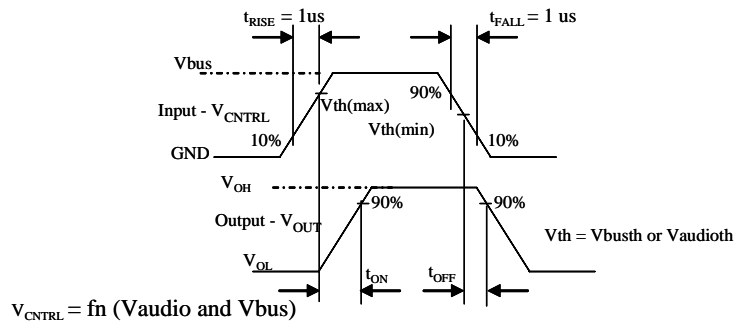 tRISE = 1us
tFALL = 1 us
Vbus
Vth(max)
90%
Input - VCNTRL
Vth(min)
10%
10%
GND
VOH
90%
90%
Output - VOUT
Vth = Vbusth or Vaudioth
VOL
tON
tOFF
VCNTRL = fn (Vaudio and Vbus)